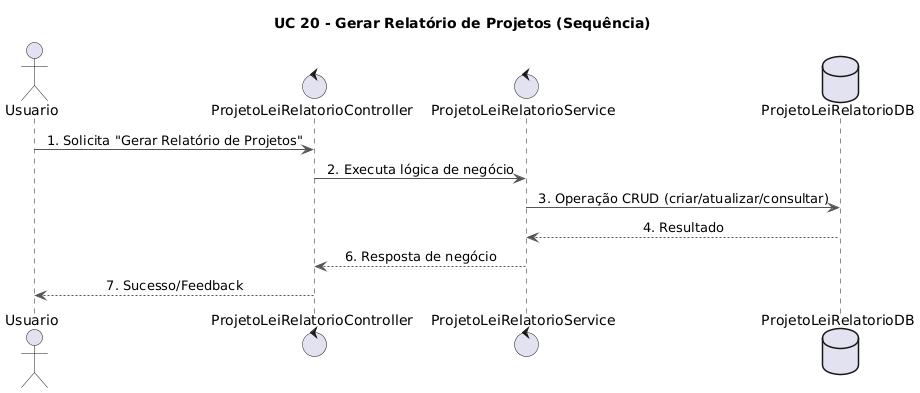 UC 20 - Gerar Relatório de Projetos (Sequência)
Usuario
ProjetoLeiRelatorioController
ProjetoLeiRelatorioService
ProjetoLeiRelatorioDB
1. Solicita "Gerar Relatório de Projetos"
2. Executa lógica de negócio
3. Operação CRUD (criar/atualizar/consultar)
4. Resultado
6. Resposta de negócio
7. Sucesso/Feedback
Usuario
ProjetoLeiRelatorioController
ProjetoLeiRelatorioService
ProjetoLeiRelatorioDB